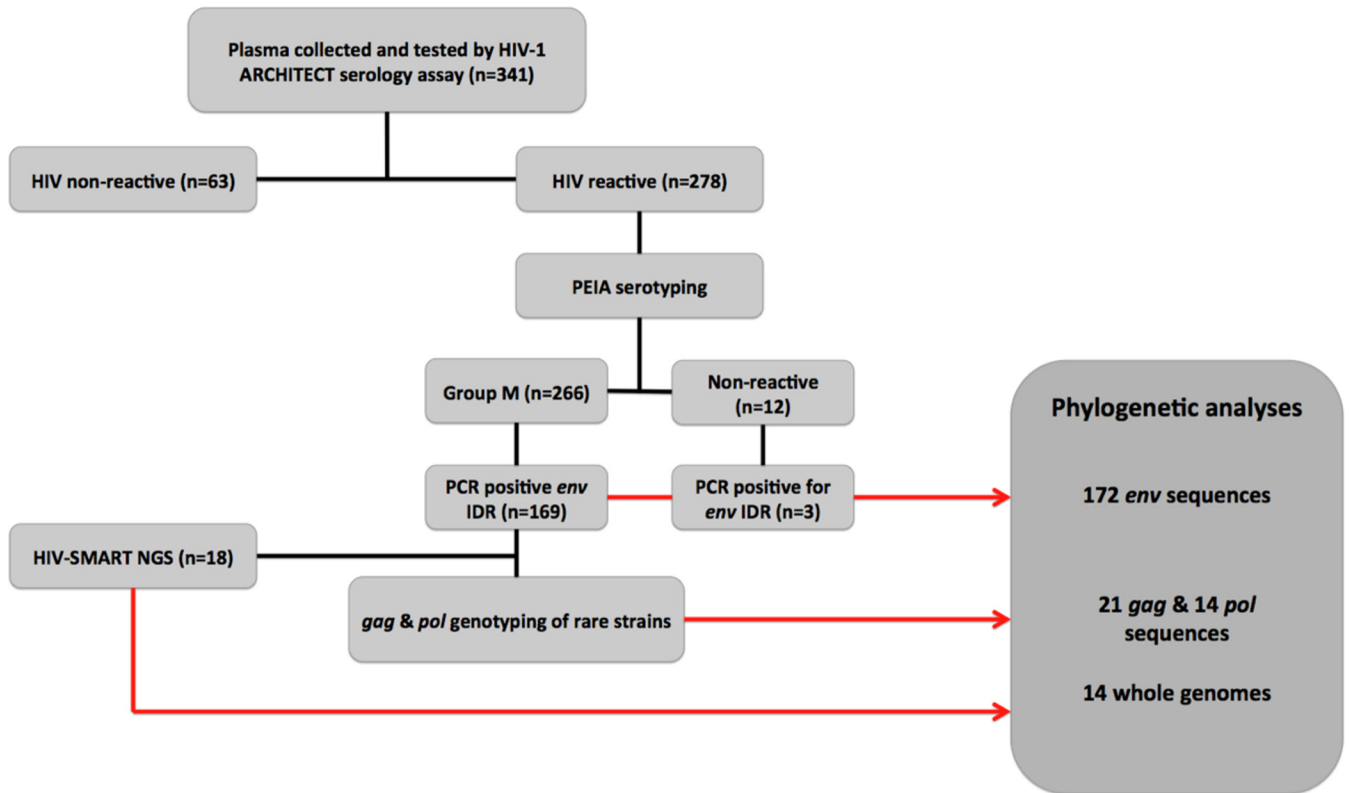 Plasma collected and tested by HIV-1
ARCHITECT serology assay (n=341)
HIV non-reactive (n=63)
HIV reactive (n=278)
PEIA serotyping
Group M (n=266)
Non-reactive
(n=12)
Phylogenetic analyses
PCR positive env
IDR (n=169)
PCR positive for
env IDR (n=3)
172 env sequences
HIV-SMART NGS (n=18)
gag & pol genotyping of rare strains
21 gag & 14 pol
sequences
14 whole genomes